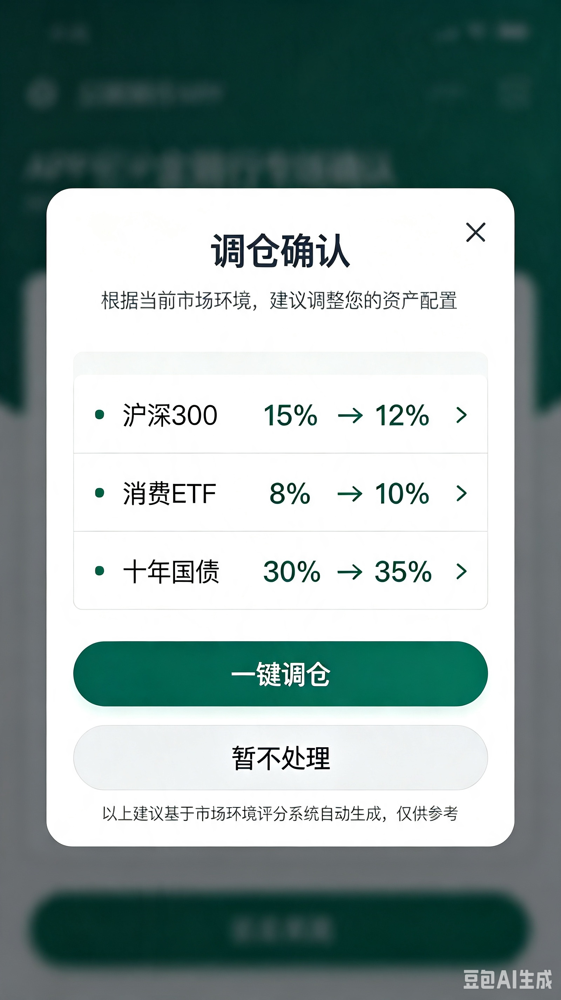 调仓确认
根据当前市场环境，建议调整您的资产配置
沪深300 15% → 12% >
消费ETF 8% → 10% >
十年国债 30% → 35% >
一键调仓
暂不处理
以上建议基于市场环境评分系统自动生成，仅供参考
豆包AI生成